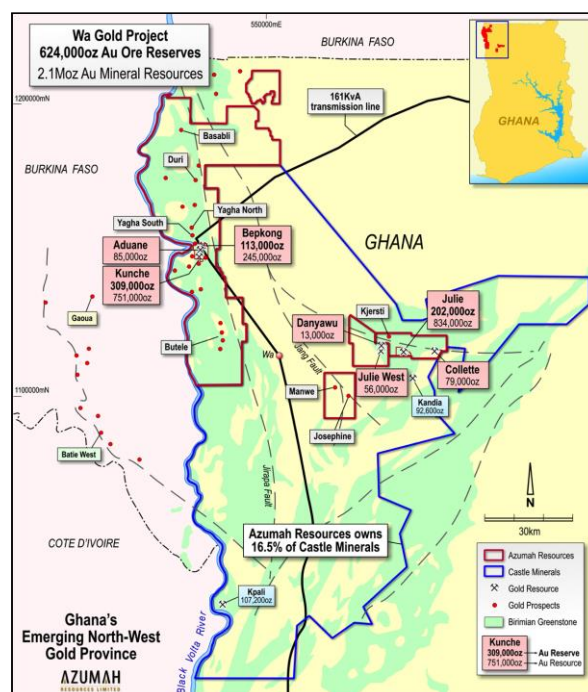 Wa Gold Project
624,000oz Au Ore Reserves
2.1Moz Au Mineral Resources
550000mE
BURKINA FASO
161KvA
transmission line
GHANA
1200000mN
Basabli
Duri
BURKINA FASO
Yagha North
Yagha South
Aduane
85,000oz
Bepkong
113,000oz
245,000oz
Kunche
309,000oz
751,000oz
GHANA
Gaoua
Kjersti
Julie
202,000oz
834,000oz
Danyawu
13,000oz
Butele
Jang Fault
Wa
Julie West
56,000oz
Collette
79,000oz
1100000mN
Manwe
Kandia
92,600oz
Josephine
Batie West
Jirapa Fault
N
30km
COTE D'IVOIRE
Azumah Resources owns
16.5% of Castle Minerals
Azumah Resources
Castle Minerals
Gold Resource
Gold Prospects
Birimian Greenstone
Kpali
107,200oz
Black Volta River
Ghana's
Emerging North-West
Gold Province
AZUMAH
RESOURCES LIMITED
Kunche
309,000oz Au Reserve
751,000oz Au Resource